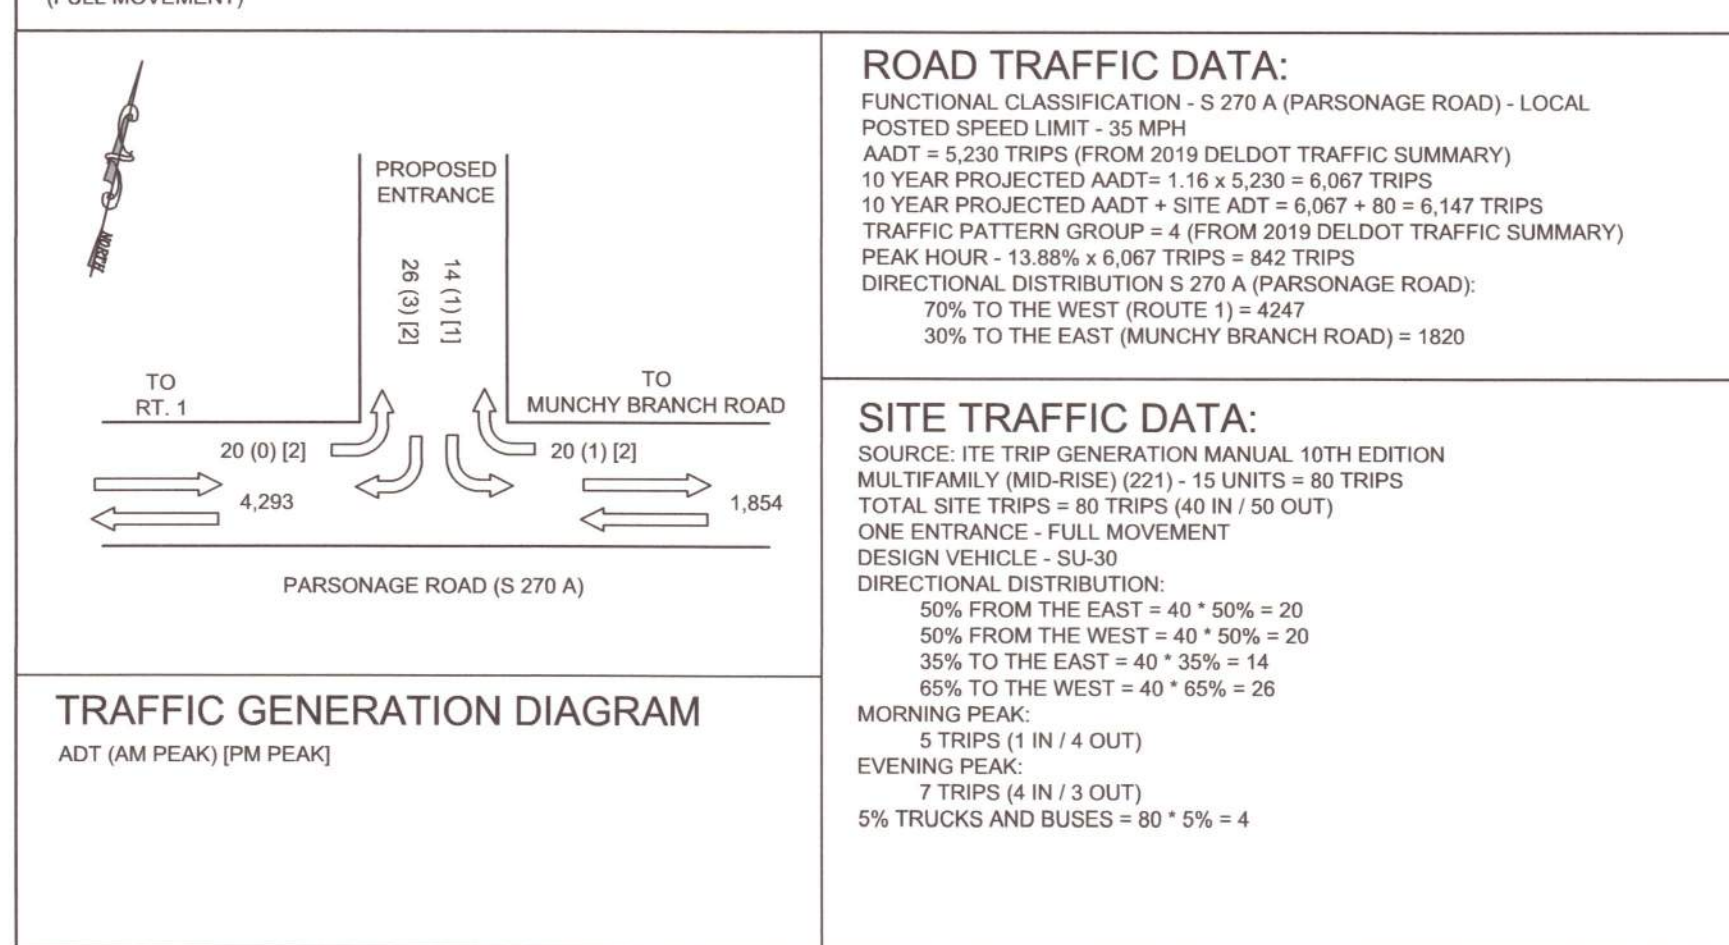 (FULL MOVEMENT)
NORTH
PROPOSED
ENTRANCE
26 (3) [2]
14 (1) [1]
TO
RT. 1
TO
MUNCHY BRANCH ROAD
20 (0) [2]
20 (1) [2]
4,293
1,854
PARSONAGE ROAD (S 270 A)
TRAFFIC GENERATION DIAGRAM
ADT (AM PEAK) [PM PEAK]
ROAD TRAFFIC DATA:
FUNCTIONAL CLASSIFICATION - S 270 A (PARSONAGE ROAD) - LOCAL
POSTED SPEED LIMIT - 35 MPH
AADT = 5,230 TRIPS (FROM 2019 DELDOT TRAFFIC SUMMARY)
10 YEAR PROJECTED AADT= 1.16 x 5,230 = 6,067 TRIPS
10 YEAR PROJECTED AADT + SITE ADT = 6,067 + 80 = 6,147 TRIPS
TRAFFIC PATTERN GROUP = 4 (FROM 2019 DELDOT TRAFFIC SUMMARY)
PEAK HOUR - 13.88% x 6,067 TRIPS = 842 TRIPS
DIRECTIONAL DISTRIBUTION S 270 A (PARSONAGE ROAD):
70% TO THE WEST (ROUTE 1) = 4247
30% TO THE EAST (MUNCHY BRANCH ROAD) = 1820
SITE TRAFFIC DATA:
SOURCE: ITE TRIP GENERATION MANUAL 10TH EDITION
MULTIFAMILY (MID-RISE) (221) - 15 UNITS = 80 TRIPS
TOTAL SITE TRIPS = 80 TRIPS (40 IN / 50 OUT)
ONE ENTRANCE - FULL MOVEMENT
DESIGN VEHICLE - SU-30
DIRECTIONAL DISTRIBUTION:
50% FROM THE EAST = 40 * 50% = 20
50% FROM THE WEST = 40 * 50% = 20
35% TO THE EAST = 40 * 35% = 14
65% TO THE WEST = 40 * 65% = 26
MORNING PEAK:
5 TRIPS (1 IN / 4 OUT)
EVENING PEAK:
7 TRIPS (4 IN / 3 OUT)
5% TRUCKS AND BUSES = 80 * 5% = 4